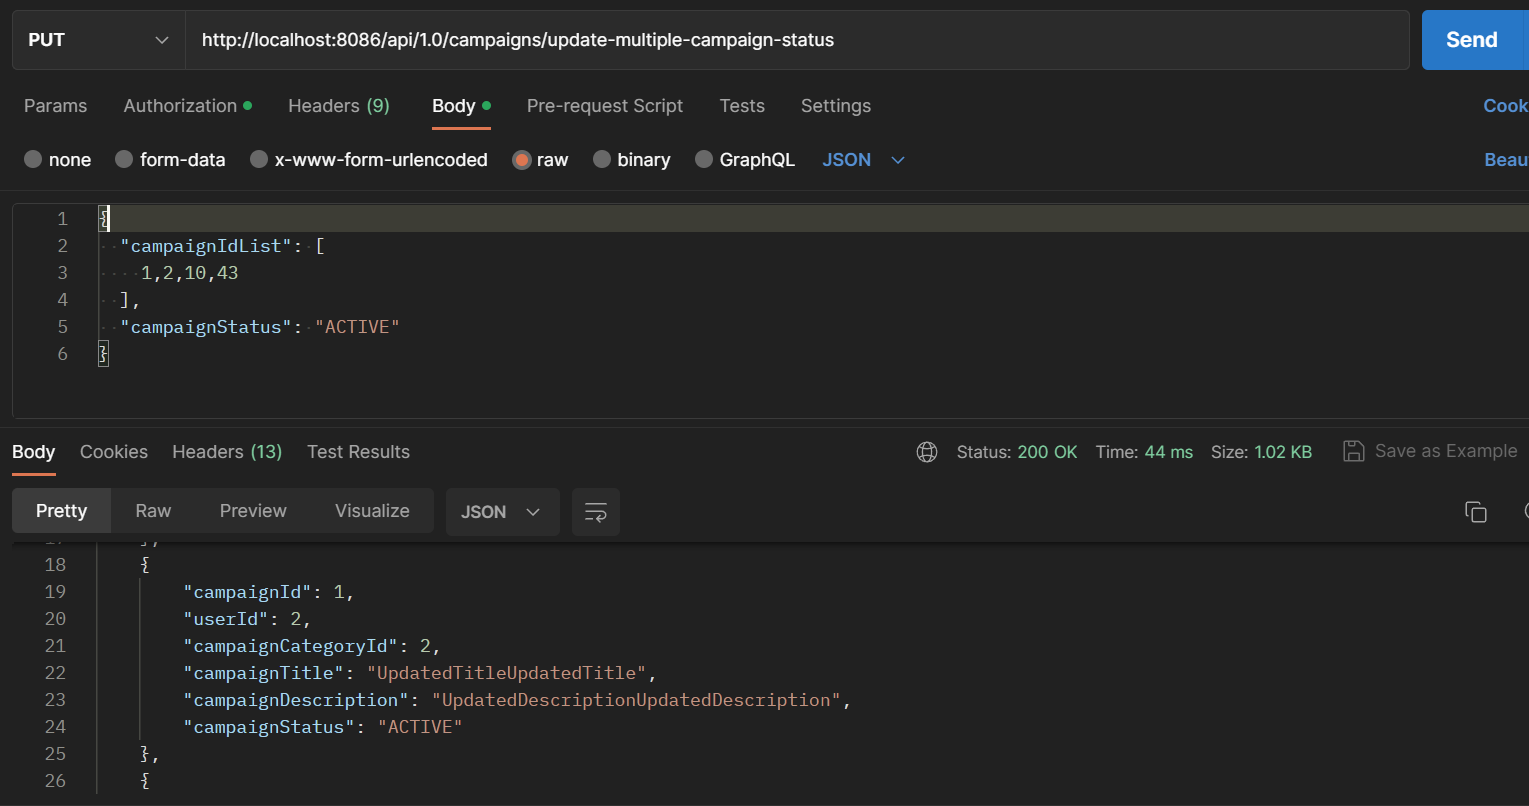 PUT http://localhost:8086/api/1.0/campaigns/update-multiple-campaign-status Send
Params Authorization Headers (9) Body Pre-request Script Tests Settings Cook
none form-data x-www-form-urlencoded raw binary GraphQL JSON Beau
1 {
2 "campaignIdList": [
3 1,2,10,43
4 ],
5 "campaignStatus": "ACTIVE"
6 }
Body Cookies Headers (13) Test Results Status: 200 OK Time: 44 ms Size: 1.02 KB Save as Example
Pretty Raw Preview Visualize JSON
18 {
19 "campaignId": 1,
20 "userId": 2,
21 "campaignCategoryId": 2,
22 "campaignTitle": "UpdatedTitleUpdatedTitle",
23 "campaignDescription": "UpdatedDescriptionUpdatedDescription",
24 "campaignStatus": "ACTIVE"
25 },
26 {